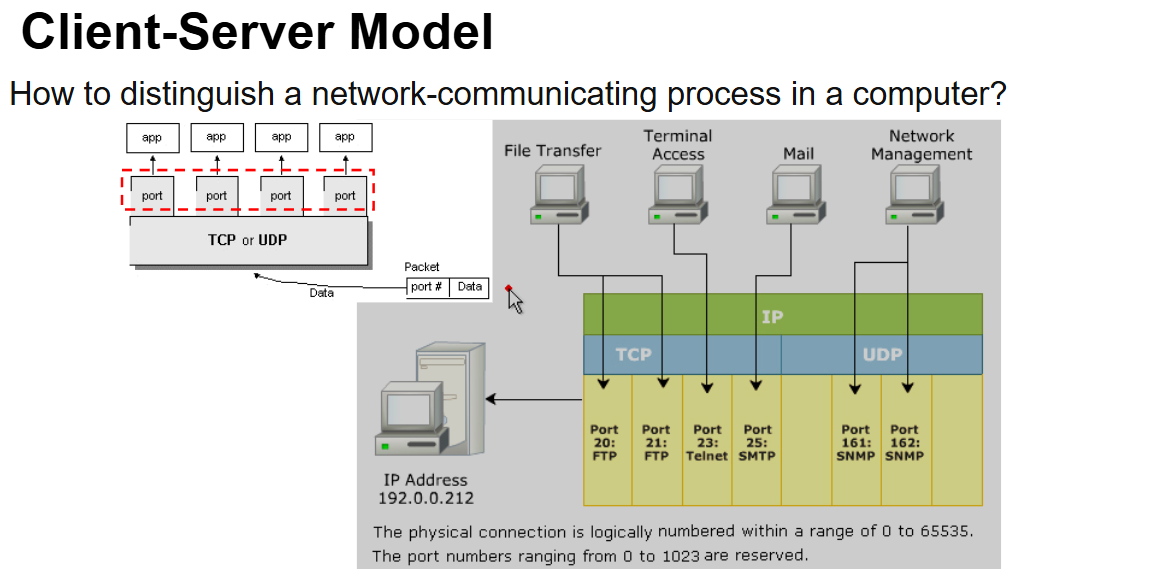 Client-Server Model
How to distinguish a network-communicating process in a computer?
app app app app
port port port port
TCP or UDP
Packet
port # Data
Data
File Transfer
Terminal
Access
Mail
Network
Management
IP
TCP UDP
Port
20:
FTP
Port
21:
FTP
Port
23:
Telnet
Port
25:
SMTP
Port
161:
SNMP
Port
162:
SNMP
IP Address
192.0.0.212
The physical connection is logically numbered within a range of 0 to 65535.
The port numbers ranging from 0 to 1023 are reserved.